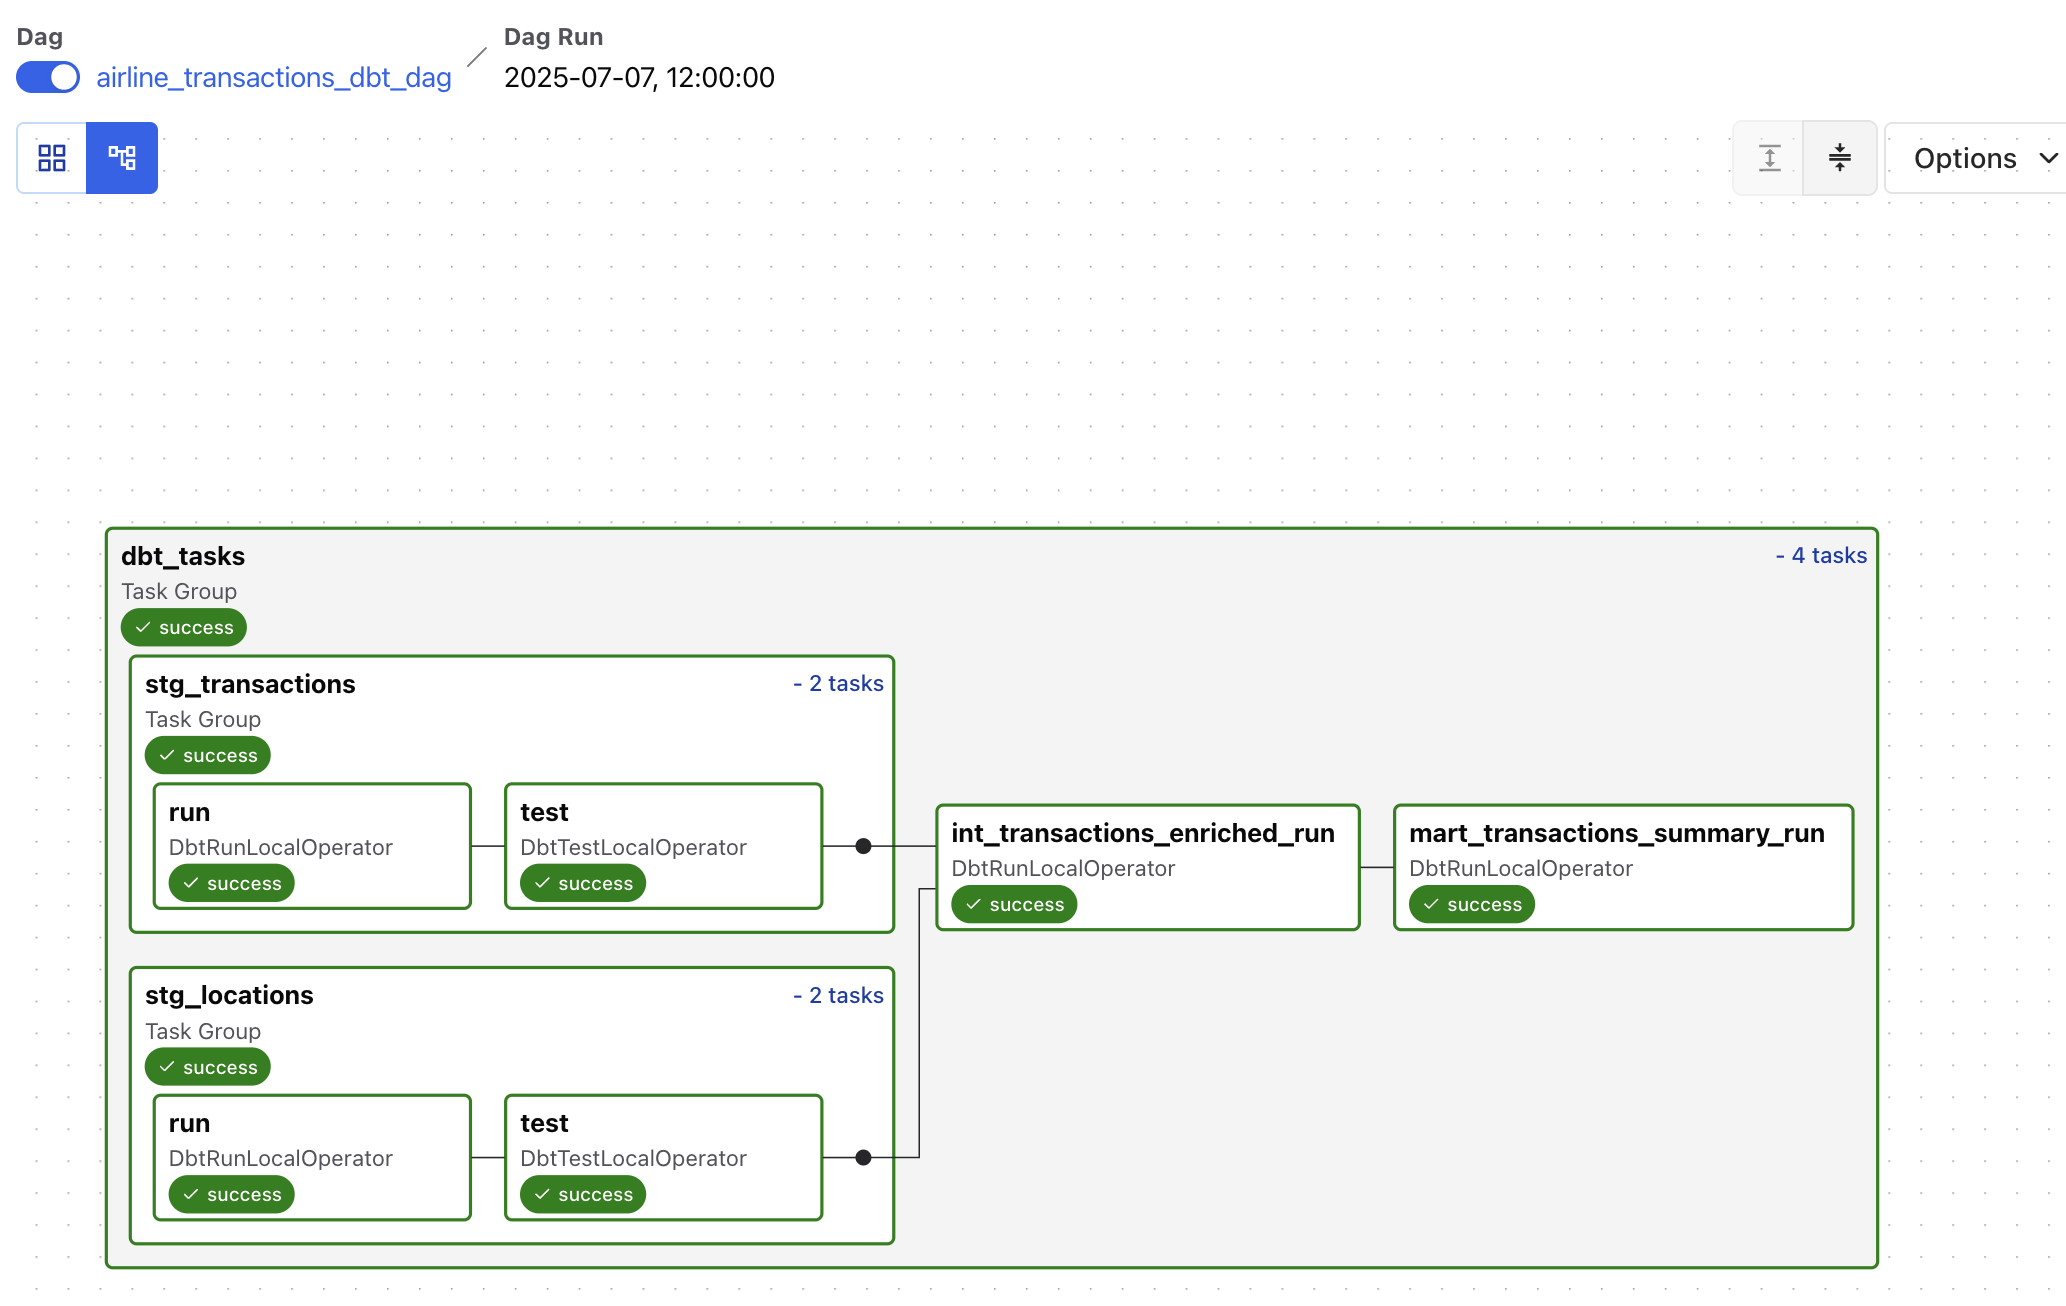 Dag
airline_transactions_dbt_dag
Dag Run
2025-07-07, 12:00:00
Options
dbt_tasks
- 4 tasks
Task Group
success
stg_transactions
- 2 tasks
Task Group
success
run
DbtRunLocalOperator
success
test
DbtTestLocalOperator
success
int_transactions_enriched_run
DbtRunLocalOperator
success
mart_transactions_summary_run
DbtRunLocalOperator
success
stg_locations
- 2 tasks
Task Group
success
run
DbtRunLocalOperator
success
test
DbtTestLocalOperator
success